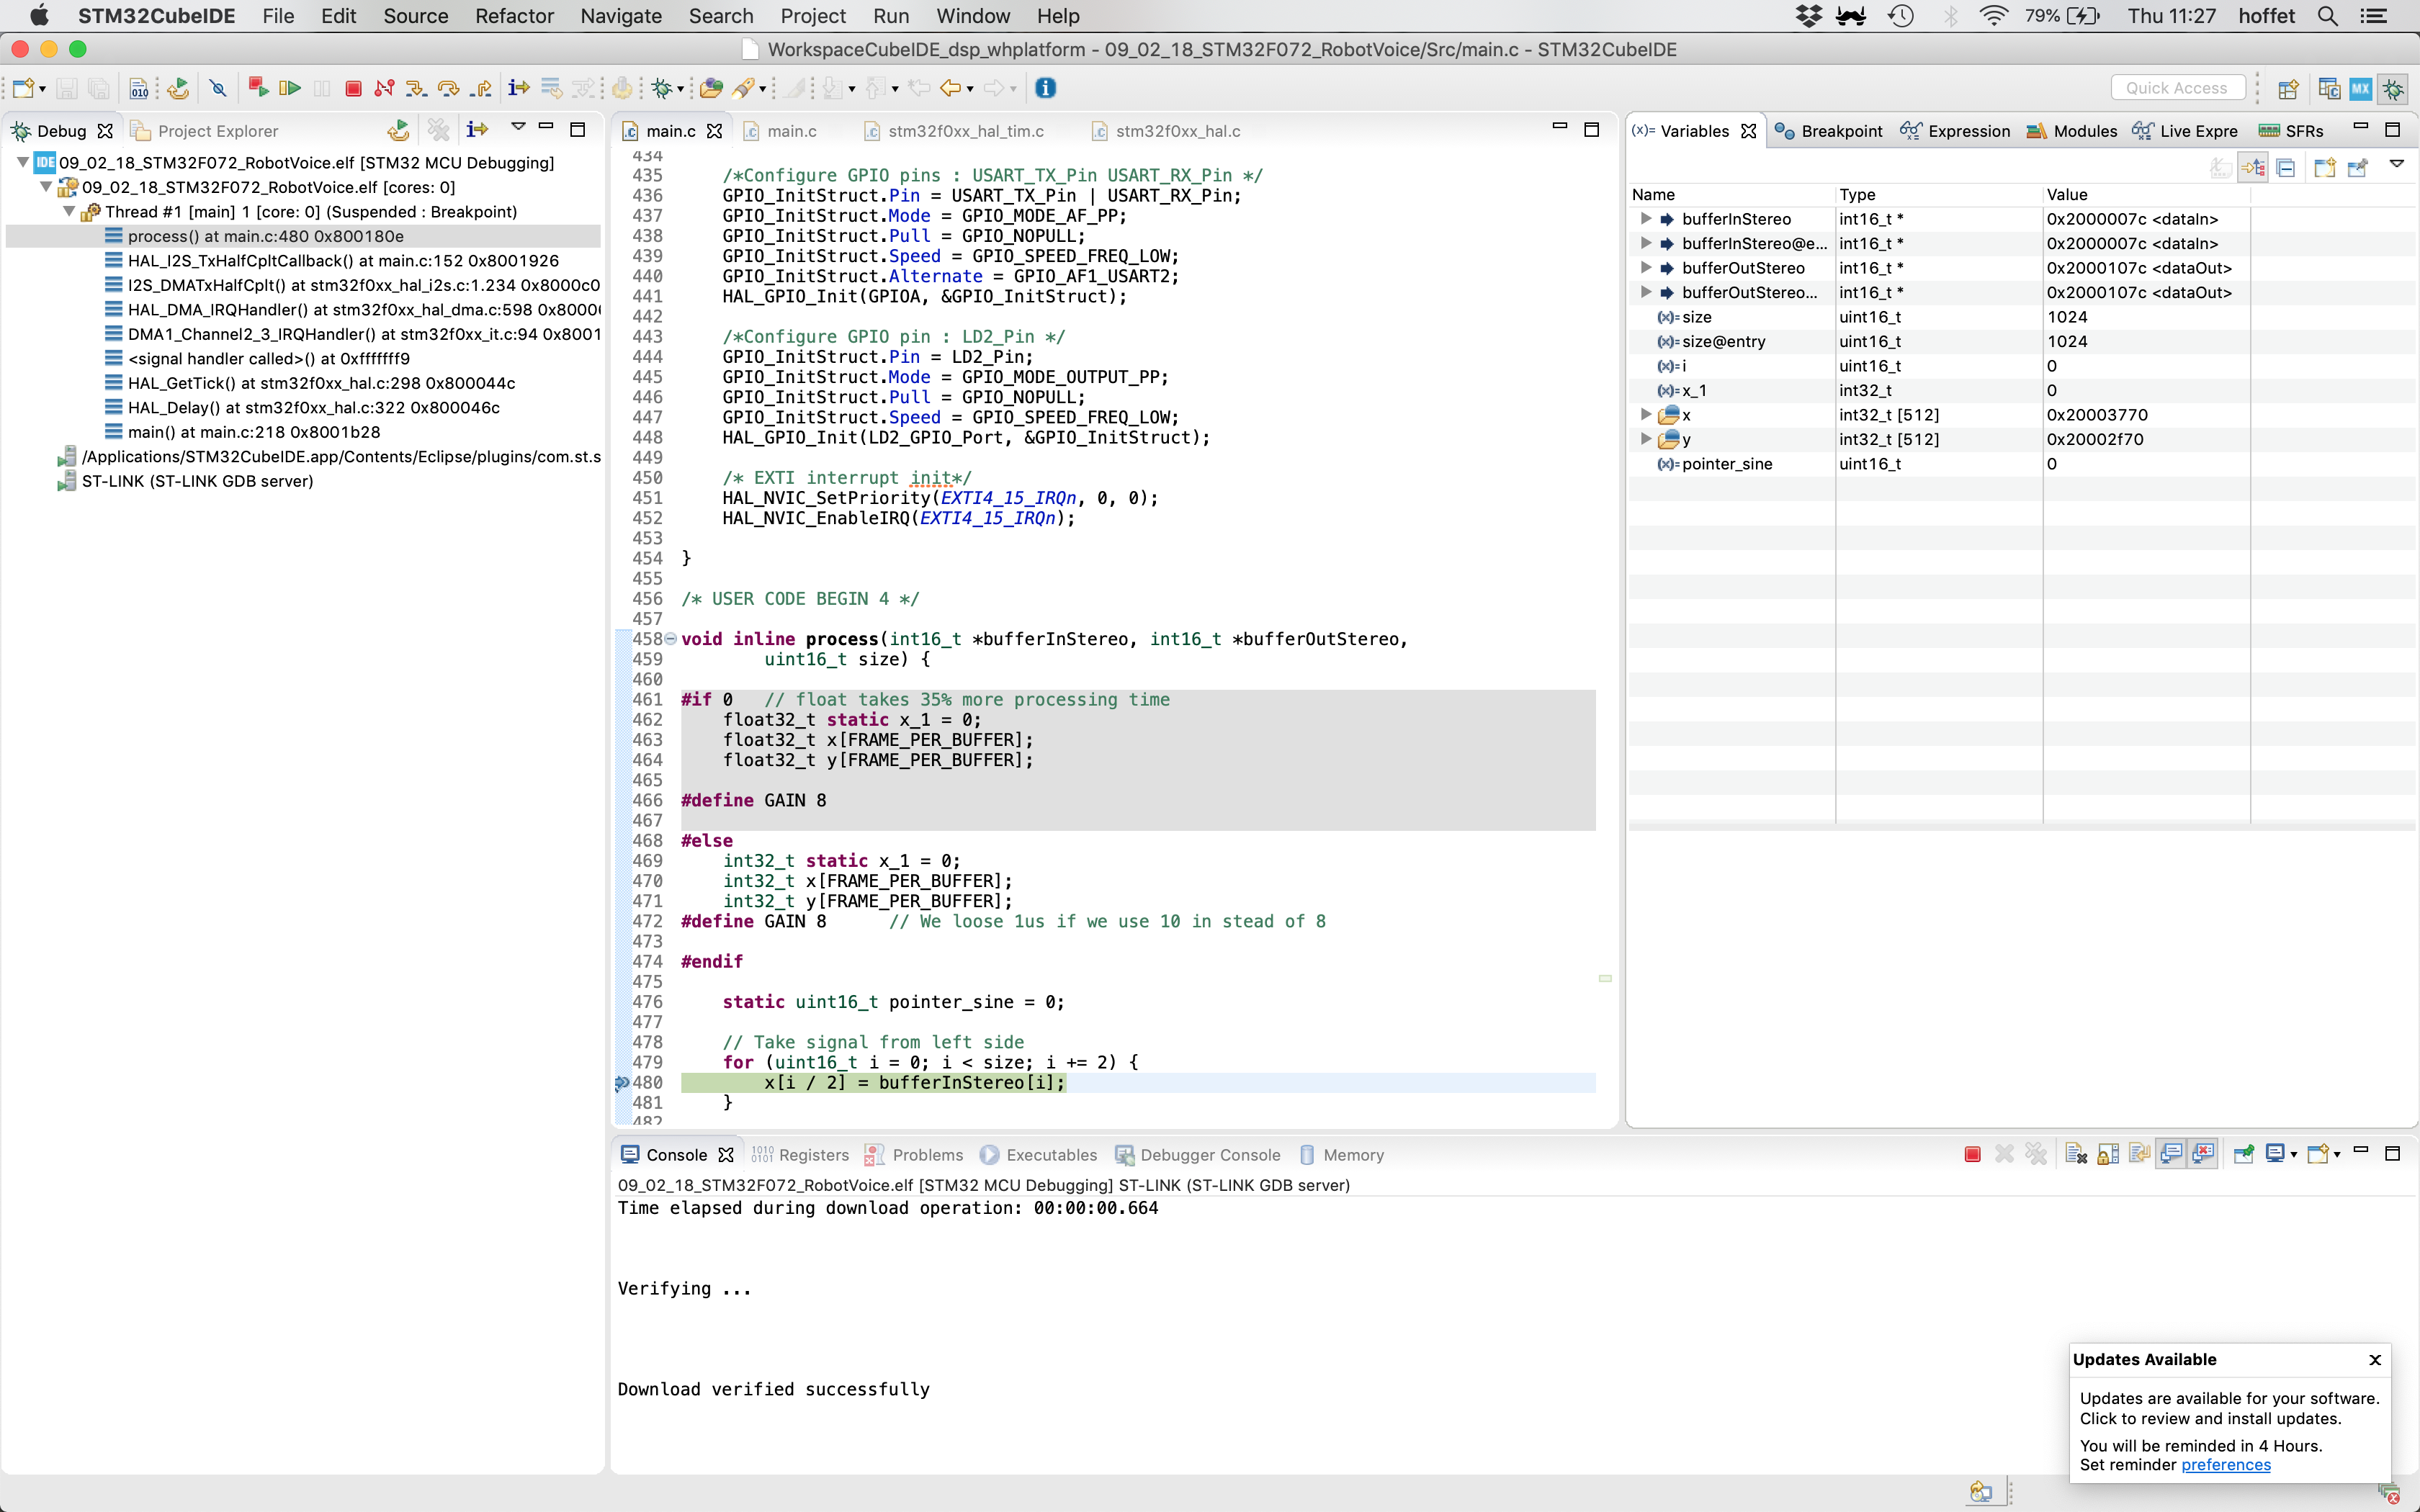 STM32CubeIDE File Edit Source Refactor Navigate Search Project Run Window Help 79% Thu 11:27 hoffet
WorkspaceCubeIDE_dsp_whplatform - 09_02_18_STM32F072_RobotVoice/Src/main.c - STM32CubeIDE
Quick Access
MX
Debug Project Explorer
IDE 09_02_18_STM32F072_RobotVoice.elf [STM32 MCU Debugging]
09_02_18_STM32F072_RobotVoice.elf [cores: 0]
Thread #1 [main] 1 [core: 0] (Suspended : Breakpoint)
process() at main.c:480 0x800180e
HAL_I2S_TxHalfCpltCallback() at main.c:152 0x8001926
I2S_DMATxHalfCplt() at stm32f0xx_hal_i2s.c:1.234 0x8000c0
HAL_DMA_IRQHandler() at stm32f0xx_hal_dma.c:598 0x8000
DMA1_Channel2_3_IRQHandler() at stm32f0xx_it.c:94 0x8001
<signal handler called>() at 0xfffffff9
HAL_GetTick() at stm32f0xx_hal.c:298 0x800044c
HAL_Delay() at stm32f0xx_hal.c:322 0x800046c
main() at main.c:218 0x8001b28
/Applications/STM32CubeIDE.app/Contents/Eclipse/plugins/com.st.s
ST-LINK (ST-LINK GDB server)
main.c main.c stm32f0xx_hal_tim.c stm32f0xx_hal.c
434
435 /*Configure GPIO pins : USART_TX_Pin USART_RX_Pin */
436 GPIO_InitStruct.Pin = USART_TX_Pin | USART_RX_Pin;
437 GPIO_InitStruct.Mode = GPIO_MODE_AF_PP;
438 GPIO_InitStruct.Pull = GPIO_NOPULL;
439 GPIO_InitStruct.Speed = GPIO_SPEED_FREQ_LOW;
440 GPIO_InitStruct.Alternate = GPIO_AF1_USART2;
441 HAL_GPIO_Init(GPIOA, &GPIO_InitStruct);
442
443 /*Configure GPIO pin : LD2_Pin */
444 GPIO_InitStruct.Pin = LD2_Pin;
445 GPIO_InitStruct.Mode = GPIO_MODE_OUTPUT_PP;
446 GPIO_InitStruct.Pull = GPIO_NOPULL;
447 GPIO_InitStruct.Speed = GPIO_SPEED_FREQ_LOW;
448 HAL_GPIO_Init(LD2_GPIO_Port, &GPIO_InitStruct);
449
450 /* EXTI interrupt init*/
451 HAL_NVIC_SetPriority(EXTI4_15_IRQn, 0, 0);
452 HAL_NVIC_EnableIRQ(EXTI4_15_IRQn);
453
454 }
455
456 /* USER CODE BEGIN 4 */
457
458 void inline process(int16_t *bufferInStereo, int16_t *bufferOutStereo,
459 uint16_t size) {
460
461 #if 0 // float takes 35% more processing time
462 float32_t static x_1 = 0;
463 float32_t x[FRAME_PER_BUFFER];
464 float32_t y[FRAME_PER_BUFFER];
465
466 #define GAIN 8
467
468 #else
469 int32_t static x_1 = 0;
470 int32_t x[FRAME_PER_BUFFER];
471 int32_t y[FRAME_PER_BUFFER];
472 #define GAIN 8 // We loose 1us if we use 10 in stead of 8
473
474 #endif
475
476 static uint16_t pointer_sine = 0;
477
478 // Take signal from left side
479 for (uint16_t i = 0; i < size; i += 2) {
480 x[i / 2] = bufferInStereo[i];
481 }
482
(x)= Variables Breakpoint Expression Modules Live Expre SFRs
Name Type Value
bufferInStereo int16_t * 0x2000007c <dataIn>
bufferInStereo@e... int16_t * 0x2000007c <dataIn>
bufferOutStereo int16_t * 0x2000107c <dataOut>
bufferOutStereo... int16_t * 0x2000107c <dataOut>
(x)= size uint16_t 1024
(x)= size@entry uint16_t 1024
(x)= i uint16_t 0
(x)= x_1 int32_t 0
x int32_t [512] 0x20003770
y int32_t [512] 0x20002f70
(x)= pointer_sine uint16_t 0
Console Registers Problems Executables Debugger Console Memory
09_02_18_STM32F072_RobotVoice.elf [STM32 MCU Debugging] ST-LINK (ST-LINK GDB server)
Time elapsed during download operation: 00:00:00.664
Verifying ...
Download verified successfully
Updates Available x
Updates are available for your software.
Click to review and install updates.
You will be reminded in 4 Hours.
Set reminder preferences